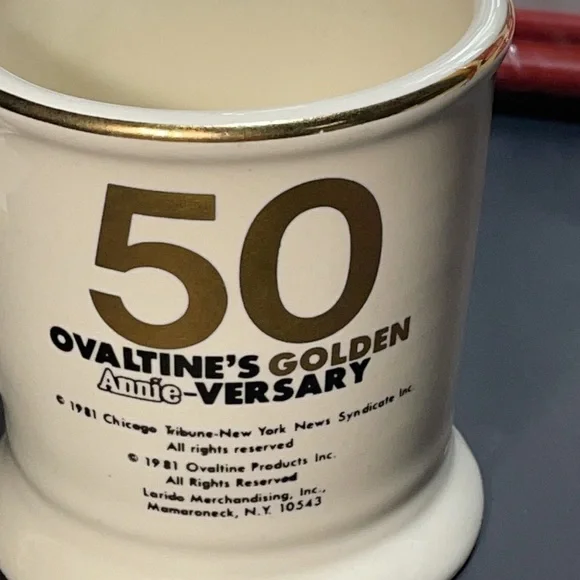 50
OVALTINE'S GOLDEN
Annie-VERSARY
© 1981 Chicago Tribune-New York News Syndicate Inc.
All rights reserved
© 1981 Ovaltine Products Inc.
All Rights Reserved
Larido Merchandising, Inc.,
Mamaroneck, N.Y. 10543